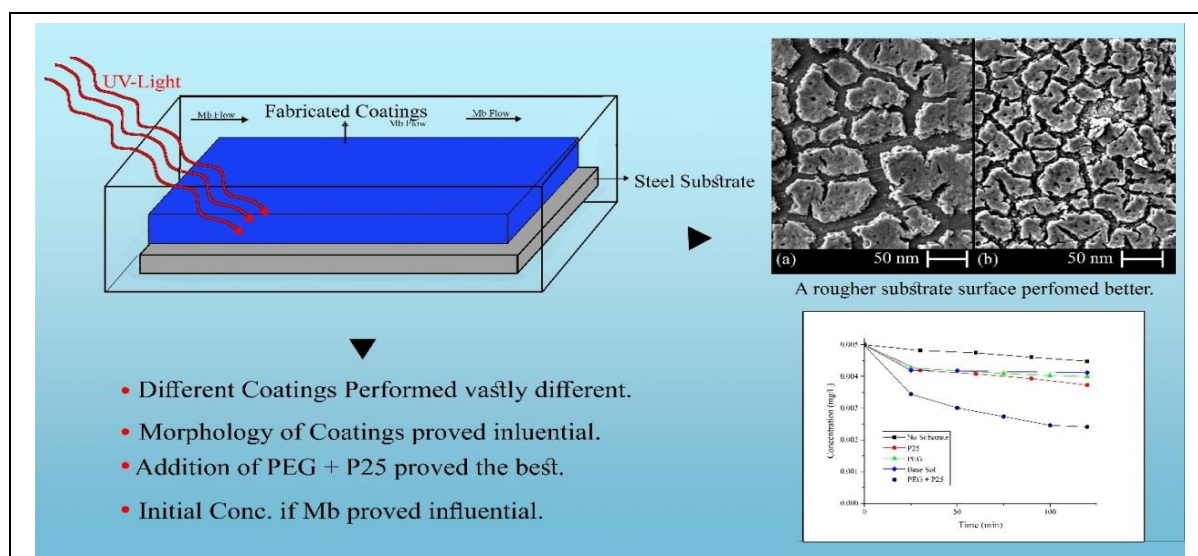 UV-Light
Mb Flow
Fabricated Coatings
Mb Flow
Mb Flow
Steel Substrate
(a)
50 nm
(b)
50 nm
A rougher substrate surface perfomed better.
• Different Coatings Performed vastly different.
• Morphology of Coatings proved inluential.
• Addition of PEG + P25 proved the best.
• Initial Conc. if Mb proved influential.
0.005
0.004
0.003
0.002
0.001
0.000
Concentration (mg/L)
No Substrate
P25
PEG
Base Sol
PEG + P25
0
50
100
Time (min)